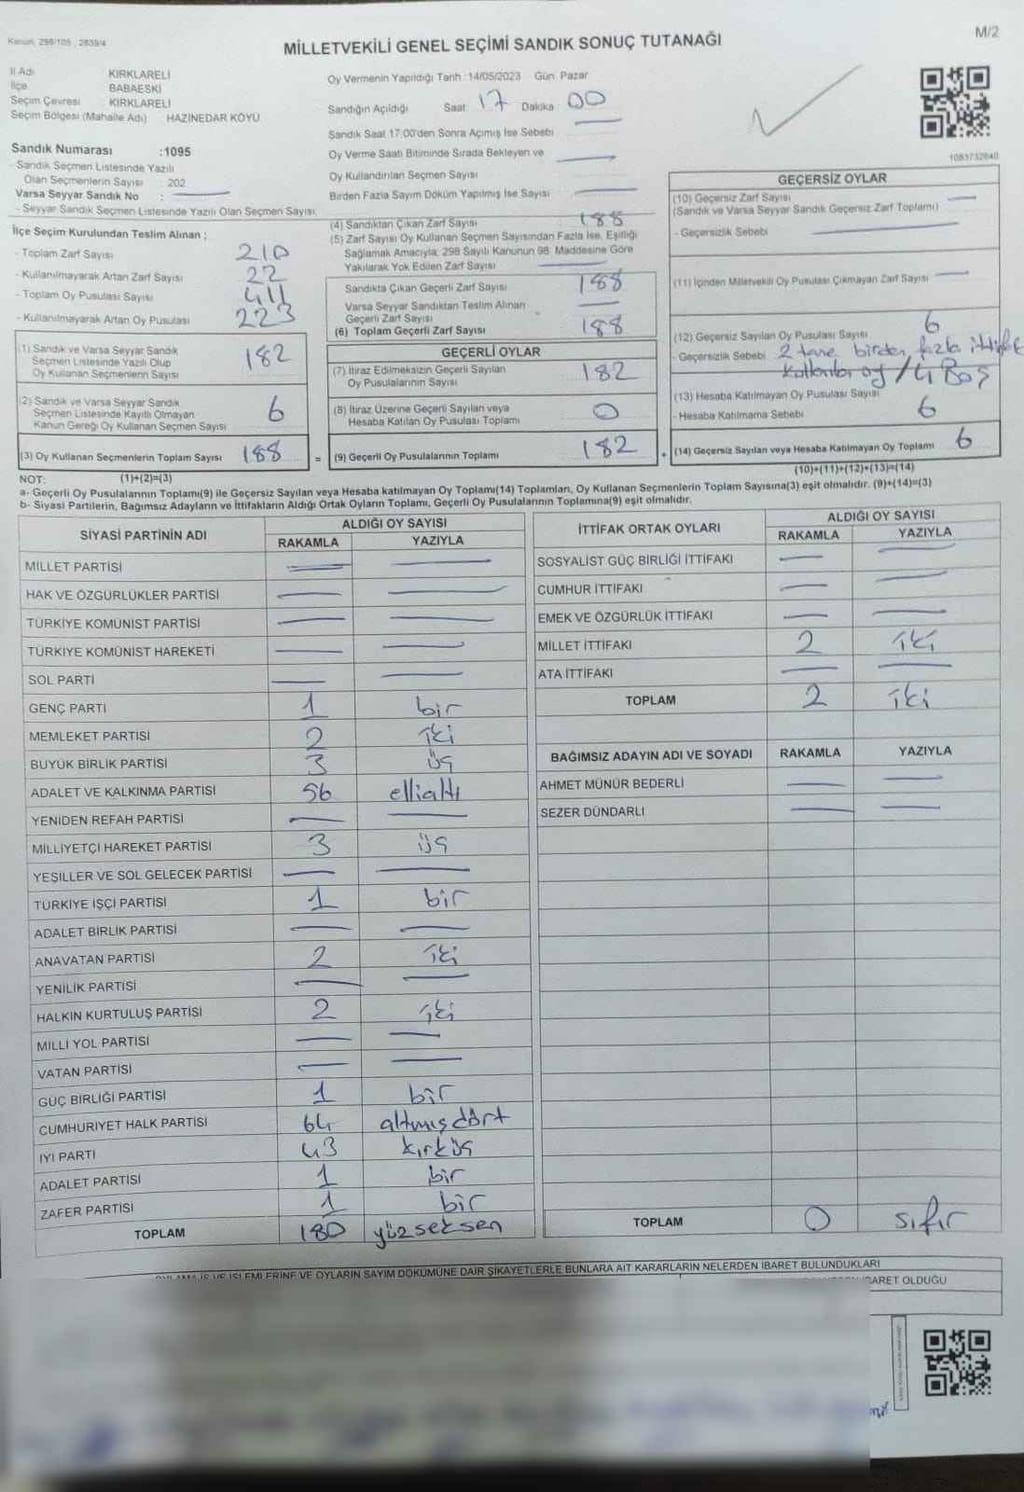 Kanun, 298/105 , 2839/4
MİLLETVEKİLİ GENEL SEÇİMİ SANDIK SONUÇ TUTANAĞI
M/2
İl Adı KIRKLARELİ
İlçe BABAESKİ
Seçim Çevresi KIRKLARELİ
Seçim Bölgesi (Mahalle Adı) HAZİNEDAR KÖYÜ
Sandık Numarası :1095
- Sandık Seçmen Listesinde Yazılı
Olan Seçmenlerin Sayısı 202
Varsa Seyyar Sandık No :
- Seyyar Sandık Seçmen Listesinde Yazılı Olan Seçmen Sayısı
Oy Vermenin Yapıldığı Tarih :14/05/2023 Gün Pazar
Sandığın Açıldığı Saat 17 Dakika 00
Sandık Saat 17:00'den Sonra Açılmış İse Sebebi
Oy Verme Saati Bitiminde Sırada Bekleyen ve
Oy Kullandırılan Seçmen Sayısı
Birden Fazla Sayım Döküm Yapılmış İse Sayısı
1083732640
İlçe Seçim Kurulundan Teslim Alınan ;
- Toplam Zarf Sayısı 210
- Kullanılmayarak Artan Zarf Sayısı 22
- Toplam Oy Pusulası Sayısı 411
- Kullanılmayarak Artan Oy Pusulası 223
(1) Sandık ve Varsa Seyyar Sandık
Seçmen Listesinde Yazılı Olup
Oy Kullanan Seçmenlerin Sayısı 182
(2) Sandık ve Varsa Seyyar Sandık
Seçmen Listesinde Kayıtlı Olmayan
Kanun Gereği Oy Kullanan Seçmen Sayısı 6
(3) Oy Kullanan Seçmenlerin Toplam Sayısı 188 =
(4) Sandıktan Çıkan Zarf Sayısı 188
(5) Zarf Sayısı Oy Kullanan Seçmen Sayısından Fazla İse, Eşitliği
Sağlamak Amacıyla, 298 Sayılı Kanunun 98. Maddesine Göre
Yakılarak Yok Edilen Zarf Sayısı
Sandıkta Çıkan Geçerli Zarf Sayısı 188
Varsa Seyyar Sandıktan Teslim Alınan
Geçerli Zarf Sayısı
(6) Toplam Geçerli Zarf Sayısı 188
GEÇERLİ OYLAR
(7) İtiraz Edilmeksizin Geçerli Sayılan
Oy Pusulalarının Sayısı 182
(8) İtiraz Üzerine Geçerli Sayılan veya
Hesaba Katılan Oy Pusulası Toplamı 0
(9) Geçerli Oy Pusulalarının Toplamı 182 +
GEÇERSİZ OYLAR
(10) Geçersiz Zarf Sayısı
(Sandık ve Varsa Seyyar Sandık Geçersiz Zarf Toplamı)
- Geçersizlik Sebebi
(11) İçinden Milletvekili Oy Pusulası Çıkmayan Zarf Sayısı
(12) Geçersiz Sayılan Oy Pusulası Sayısı 6
- Geçersizlik Sebebi 2 tane birden fazla ittifak
kullanılar oy / 4 Boş
(13) Hesaba Katılmayan Oy Pusulası Sayısı
- Hesaba Katılmama Sebebi 6
(14) Geçersiz Sayılan veya Hesaba Katılmayan Oy Toplamı 6
NOT: (1)+(2)=(3)
(10)+(11)+(12)+(13)=(14)
a- Geçerli Oy Pusulalarının Toplamı(9) ile Geçersiz Sayılan veya Hesaba katılmayan Oy Toplamı(14) Toplamları, Oy Kullanan Seçmenlerin Toplam Sayısına(3) eşit olmalıdır. (9)+(14)=(3)
b- Siyasi Partilerin, Bağımsız Adayların ve İttifakların Aldığı Ortak Oyların Toplamı, Geçerli Oy Pusulalarının Toplamına(9) eşit olmalıdır.
SİYASİ PARTİNİN ADI
ALDIĞI OY SAYISI
RAKAMLA YAZIYLA
MİLLET PARTİSİ
HAK VE ÖZGÜRLÜKLER PARTİSİ
TÜRKİYE KOMÜNİST PARTİSİ
TÜRKİYE KOMÜNİST HAREKETİ
SOL PARTİ
GENÇ PARTİ 1 bir
MEMLEKET PARTİSİ 2 iki
BÜYÜK BİRLİK PARTİSİ 3 üç
ADALET VE KALKINMA PARTİSİ 56 ellialtı
YENİDEN REFAH PARTİSİ
MİLLİYETÇİ HAREKET PARTİSİ 3 üç
YEŞİLLER VE SOL GELECEK PARTİSİ
TÜRKİYE İŞÇİ PARTİSİ 1 bir
ADALET BİRLİK PARTİSİ
ANAVATAN PARTİSİ 2 iki
YENİLİK PARTİSİ
HALKIN KURTULUŞ PARTİSİ 2 iki
MİLLİ YOL PARTİSİ
VATAN PARTİSİ
GÜÇ BİRLİĞİ PARTİSİ 1 bir
CUMHURİYET HALK PARTİSİ 64 altmışdört
İYİ PARTİ 43 kırküç
ADALET PARTİSİ 1 bir
ZAFER PARTİSİ 1 bir
TOPLAM 180 yüzseksen
İTTİFAK ORTAK OYLARI
ALDIĞI OY SAYISI
RAKAMLA YAZIYLA
SOSYALİST GÜÇ BİRLİĞİ İTTİFAKI
CUMHUR İTTİFAKI
EMEK VE ÖZGÜRLÜK İTTİFAKI
MİLLET İTTİFAKI 2 iki
ATA İTTİFAKI
TOPLAM 2 iki
BAĞIMSIZ ADAYIN ADI VE SOYADI RAKAMLA YAZIYLA
AHMET MÜNÜR BEDERLİ
SEZER DÜNDARLI
TOPLAM 0 sıfır
OYLAMA İŞ VE İŞLEMLERİNE VE OYLARIN SAYIM DÖKÜMÜNE DAİR ŞİKAYETLERLE BUNLARA AİT KARARLARIN NELERDEN İBARET BULUNDUKLARI
İBARET OLDUĞU